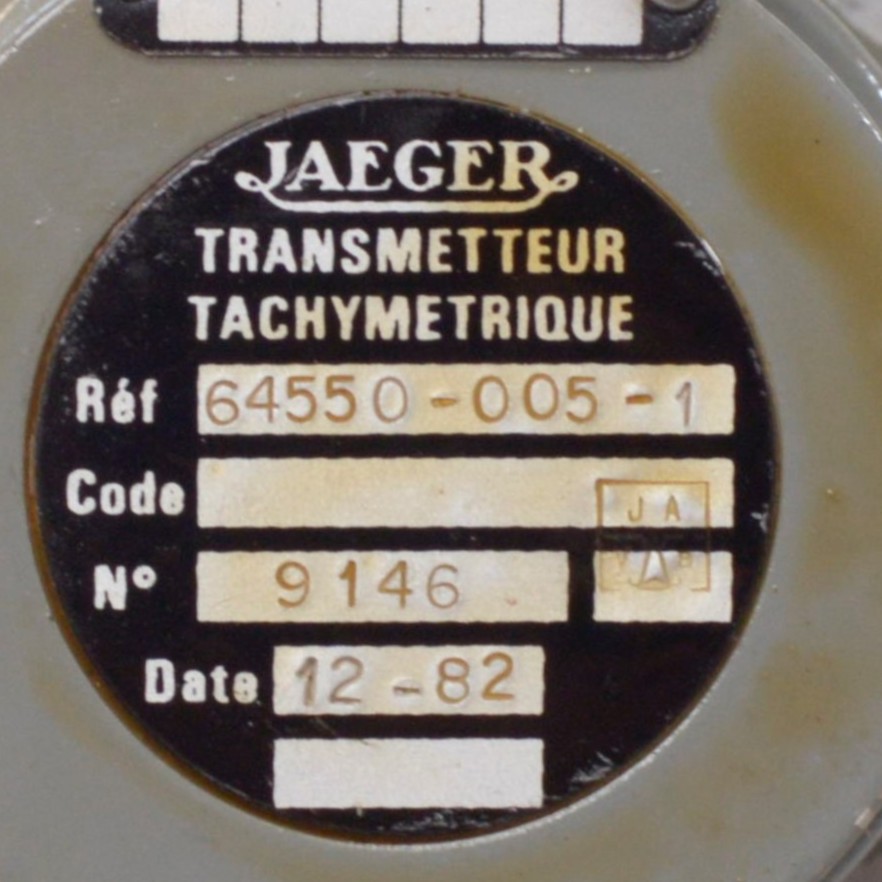 JAEGER
TRANSMETTEUR
TACHYMETRIQUE
Réf 64550-005-1
Code
J A
N° 9146
Date 12-82